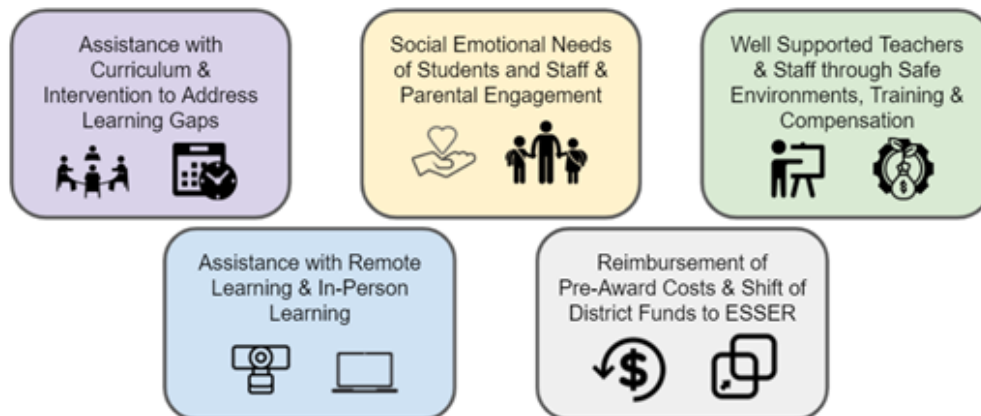 Assistance with
Curriculum &
Intervention to Address
Learning Gaps
Social Emotional Needs
of Students and Staff &
Parental Engagement
Well Supported Teachers
& Staff through Safe
Environments, Training &
Compensation
Assistance with Remote
Learning & In-Person
Learning
Reimbursement of
Pre-Award Costs & Shift of
District Funds to ESSER